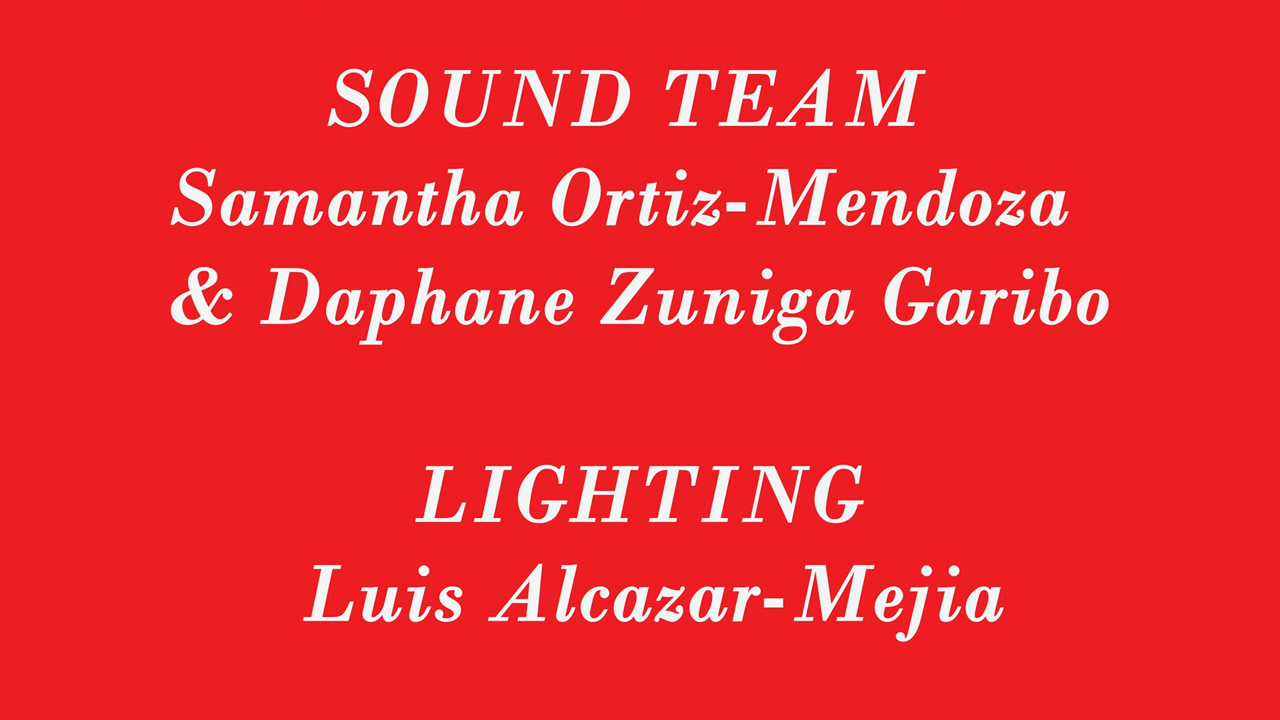 SOUND TEAM
Samantha Ortiz-Mendoza
& Daphane Zuniga Garibo
LIGHTING
Luis Alcazar-Mejia